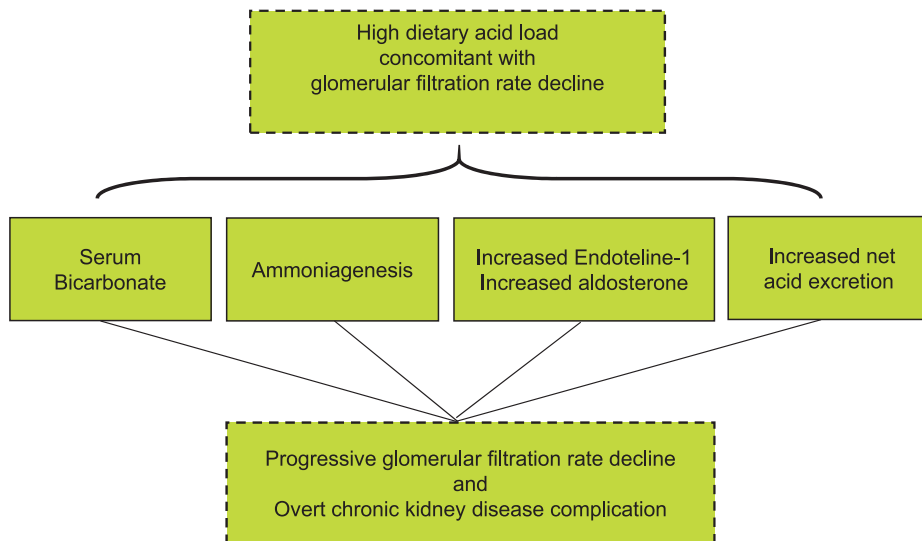 High dietary acid load
concomitant with
glomerular filtration rate decline
Serum
Bicarbonate
Ammoniagenesis
Increased Endoteline-1
Increased aldosterone
Increased net
acid excretion
Progressive glomerular filtration rate decline
and
Overt chronic kidney disease complication